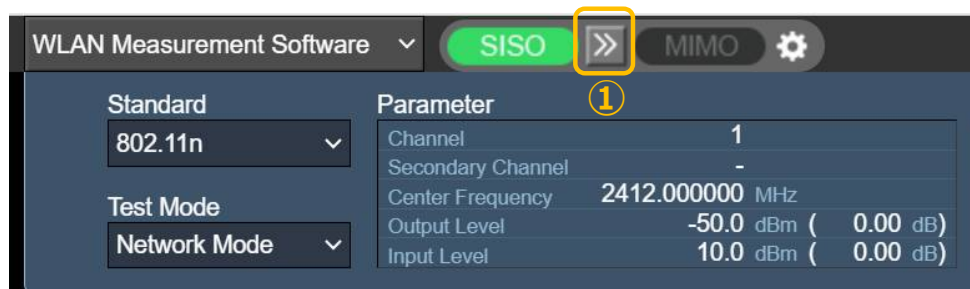 WLAN Measurement Software SISO MIMO
①
Standard
802.11n
Test Mode
Network Mode
Parameter
Channel 1
Secondary Channel -
Center Frequency 2412.000000 MHz
Output Level -50.0 dBm ( 0.00 dB)
Input Level 10.0 dBm ( 0.00 dB)